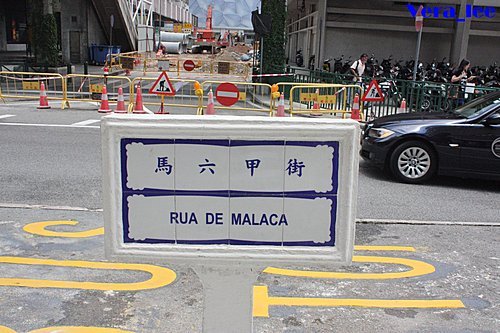 Vera_lee
馬六甲街
RUA DE MALACA